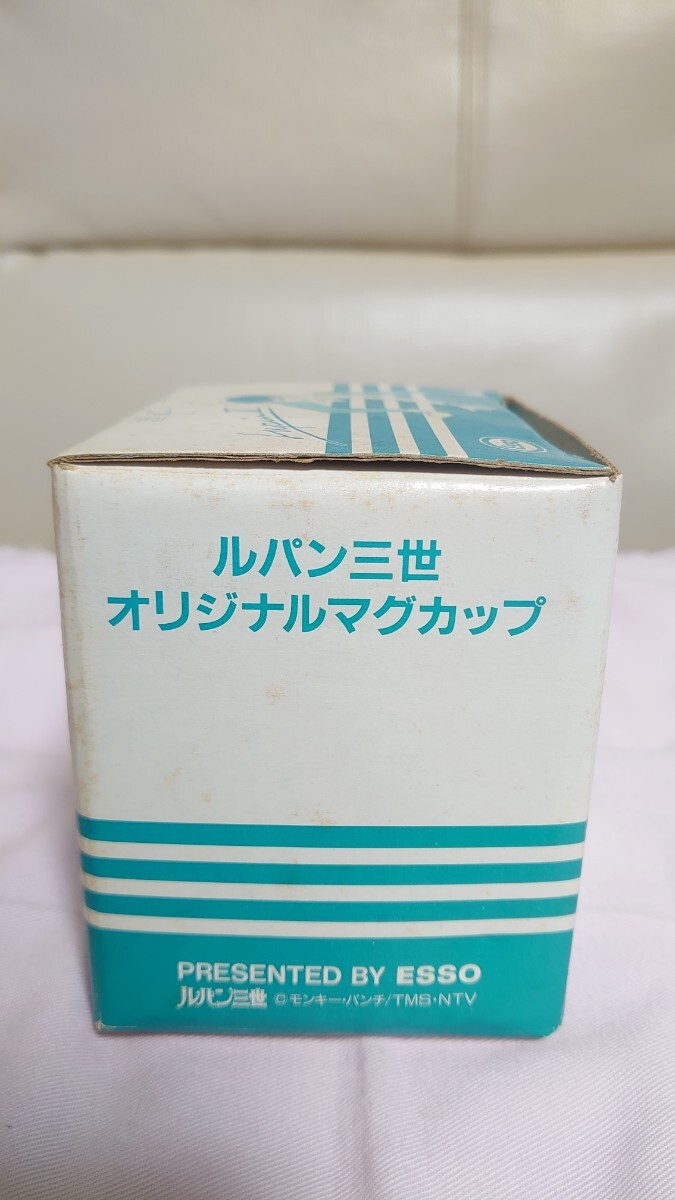 ルパン三世
オリジナルマグカップ
PRESENTED BY ESSO
ルパン三世 ©モンキー・パンチ/TMS・NTV